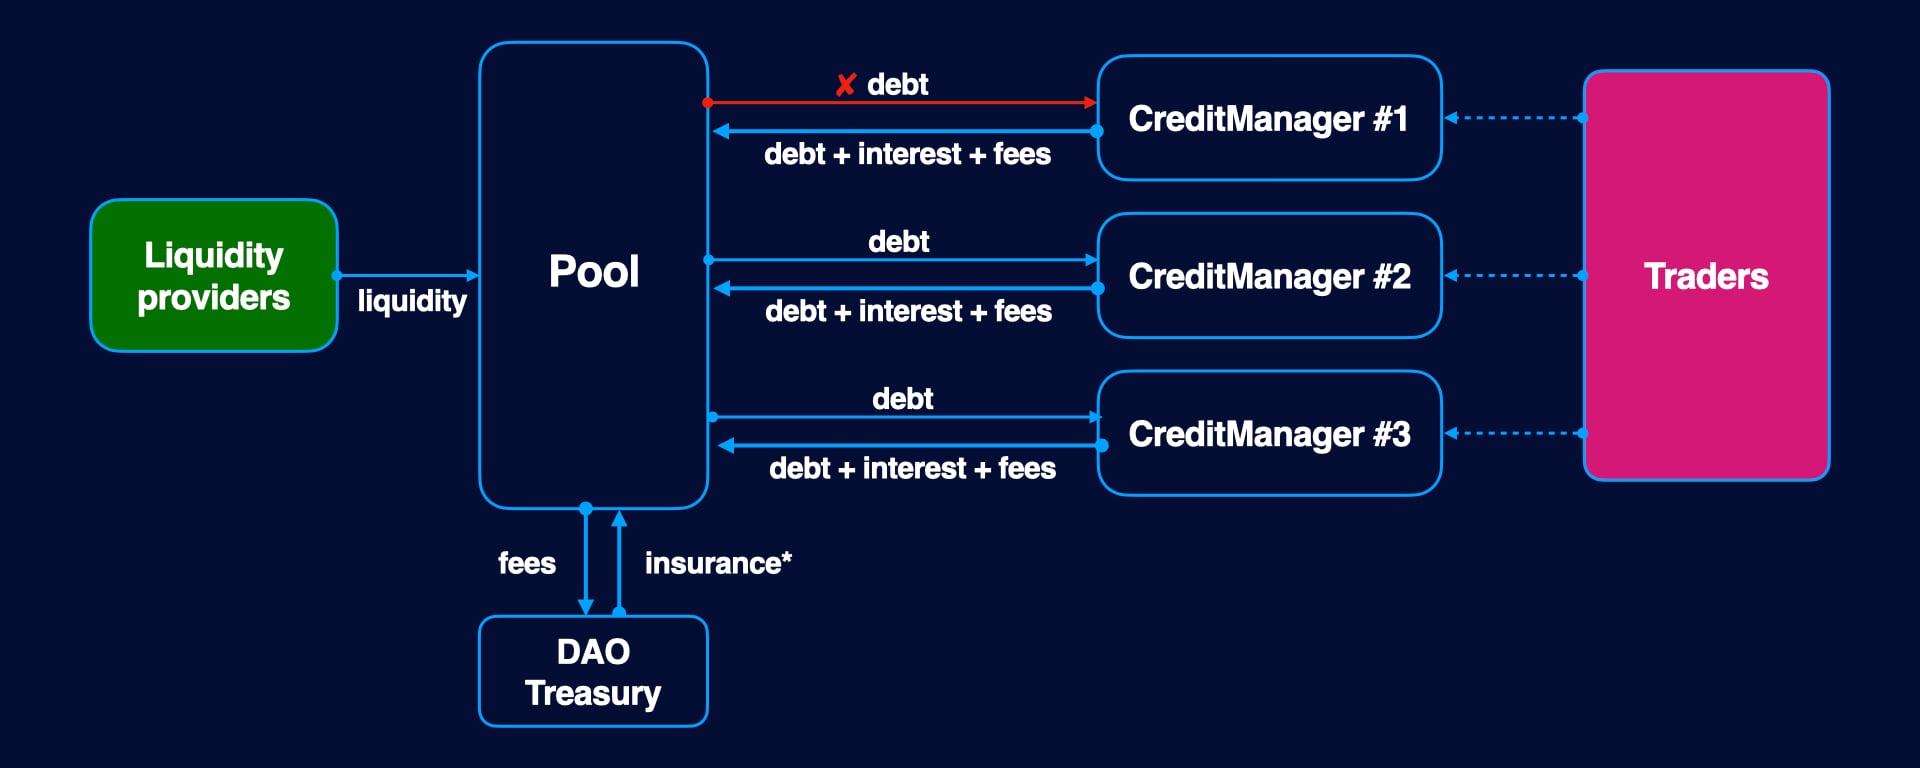 Liquidity
providers
liquidity
Pool
✘ debt
debt + interest + fees
debt
debt + interest + fees
debt
debt + interest + fees
CreditManager #1
CreditManager #2
CreditManager #3
Traders
fees
insurance*
DAO
Treasury